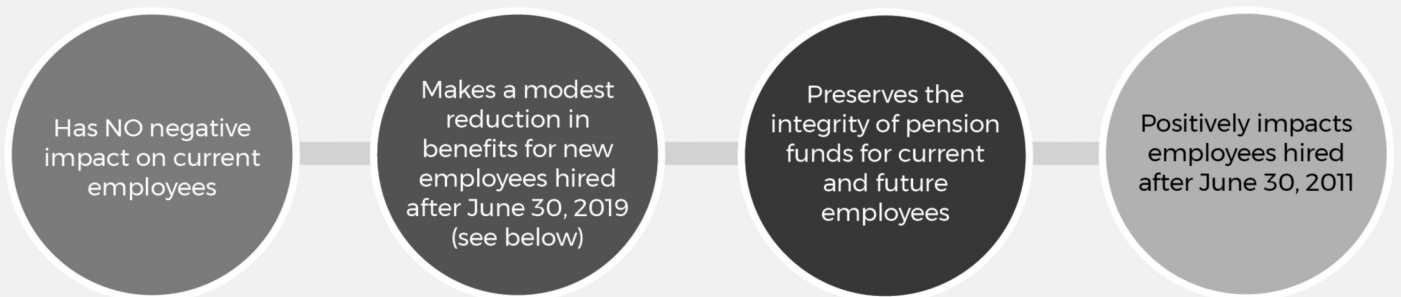 Has NO negative
impact on current
employees
Makes a modest
reduction in
benefits for new
employees hired
after June 30, 2019
(see below)
Preserves the
integrity of pension
funds for current
and future
employees
Positively impacts
employees hired
after June 30, 2011